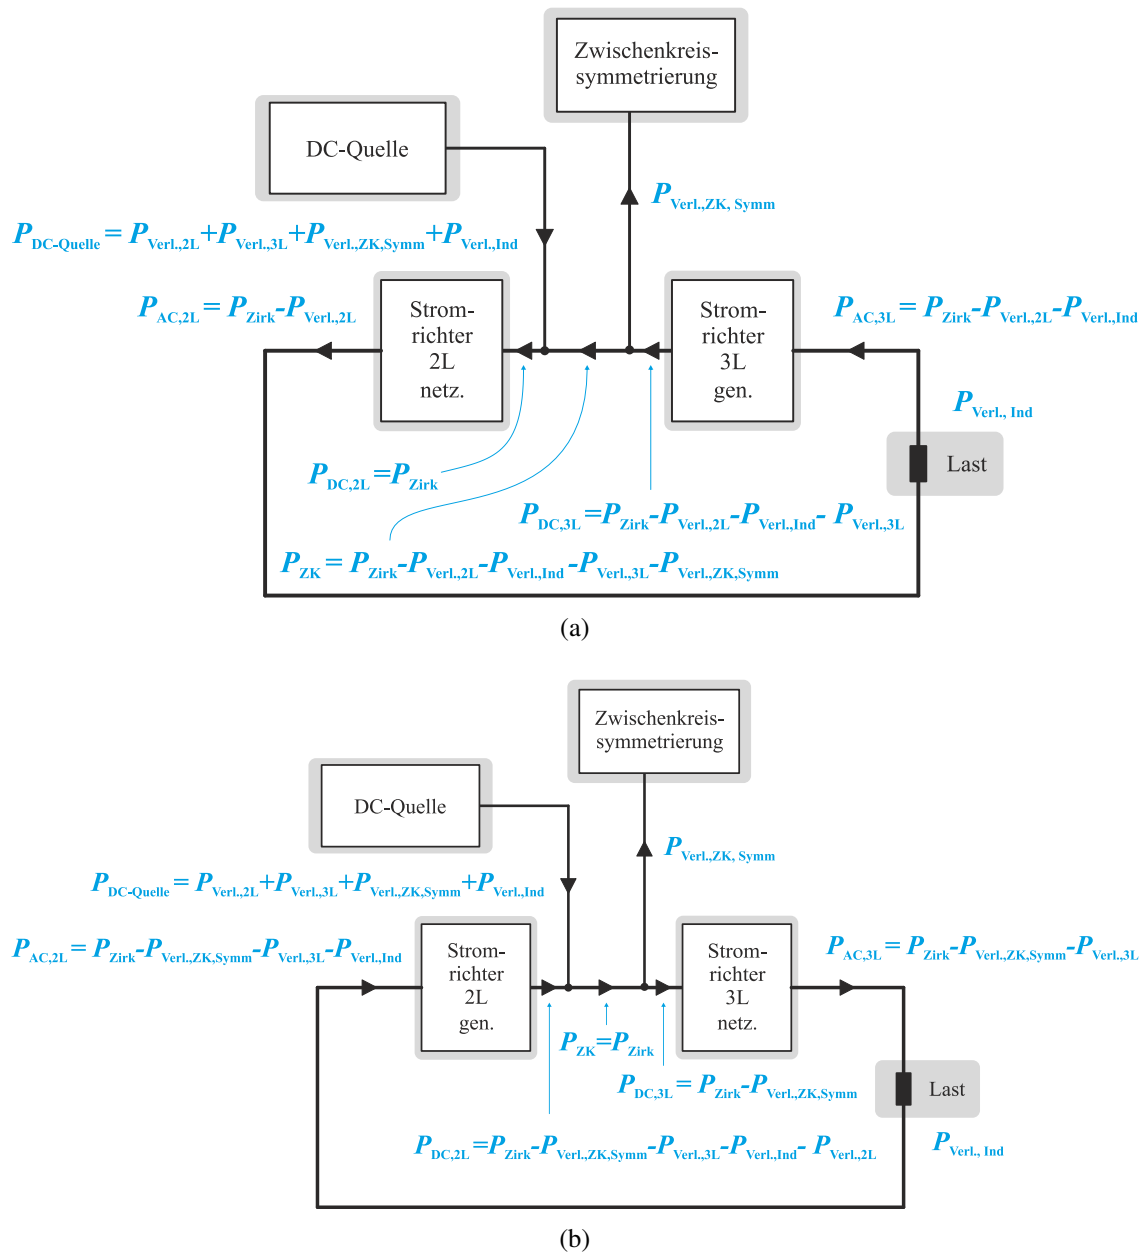 Zwischenkreis-
symmetrierung
DC-Quelle
P Verl.,ZK, Symm
P DC-Quelle = P Verl.,2L + P Verl.,3L + P Verl.,ZK,Symm + P Verl.,Ind
P AC,2L = P Zirk - P Verl.,2L
Strom-
richter
2L
netz.
Strom-
richter
3L
gen.
P AC,3L = P Zirk - P Verl.,2L - P Verl.,Ind
P Verl., Ind
Last
P DC,2L = P Zirk
P DC,3L = P Zirk - P Verl.,2L - P Verl.,Ind - P Verl.,3L
P ZK = P Zirk - P Verl.,2L - P Verl.,Ind - P Verl.,3L - P Verl.,ZK,Symm
(a)
Zwischenkreis-
symmetrierung
DC-Quelle
P Verl.,ZK, Symm
P DC-Quelle = P Verl.,2L + P Verl.,3L + P Verl.,ZK,Symm + P Verl.,Ind
P AC,2L = P Zirk - P Verl.,ZK,Symm - P Verl.,3L - P Verl.,Ind
Strom-
richter
2L
gen.
Strom-
richter
3L
netz.
P AC,3L = P Zirk - P Verl.,ZK,Symm - P Verl.,3L
P ZK = P Zirk
P DC,3L = P Zirk - P Verl.,ZK,Symm
Last
P DC,2L = P Zirk - P Verl.,ZK,Symm - P Verl.,3L - P Verl.,Ind - P Verl.,2L
P Verl., Ind
(b)